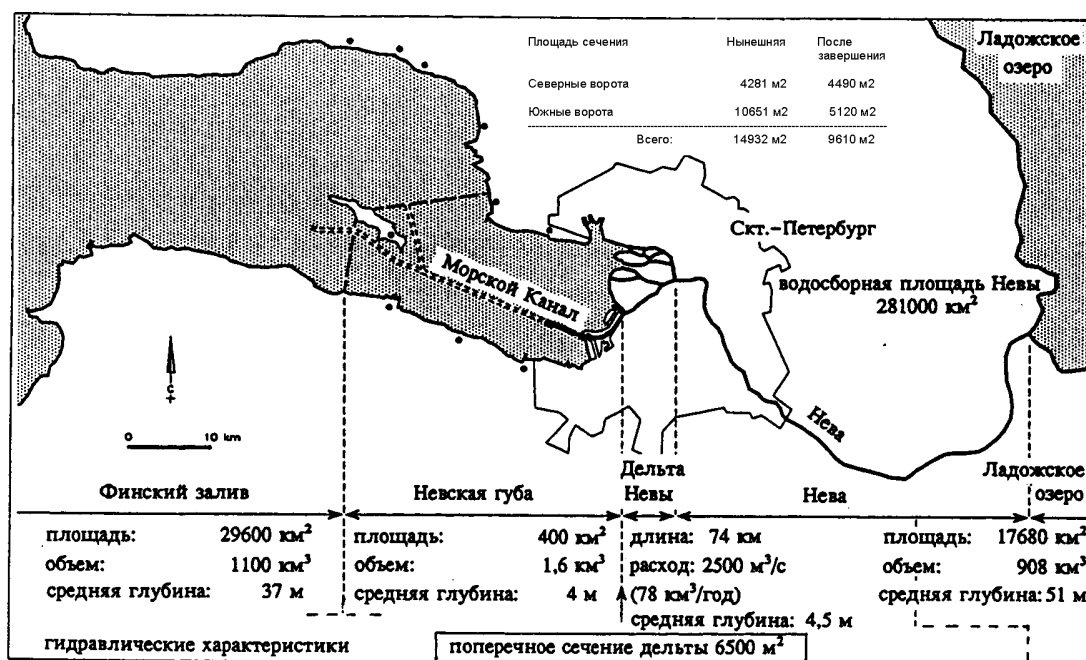 Площадь сечения Нынешняя После
завершения
Северные ворота 4281 м2 4490 м2
Южные ворота 10651 м2 5120 м2
Всего: 14932 м2 9610 м2
Ладожское
озеро
Скт.-Петербург
Морской Канал
водосборная площадь Невы
281000 км²
с
0 10 km
Нева
Финский залив
Невская губа
Дельта
Невы
Нева
Ладожское
озеро
площадь: 29600 км²
объем: 1100 км³
средняя глубина: 37 м
площадь: 400 км²
объем: 1,6 км³
средняя глубина: 4 м
длина: 74 км
расход: 2500 м³/с
(78 км³/год)
средняя глубина: 4,5 м
площадь: 17680 км²
объем: 908 км³
средняя глубина: 51 м
гидравлические характеристики
поперечное сечение дельты 6500 м²